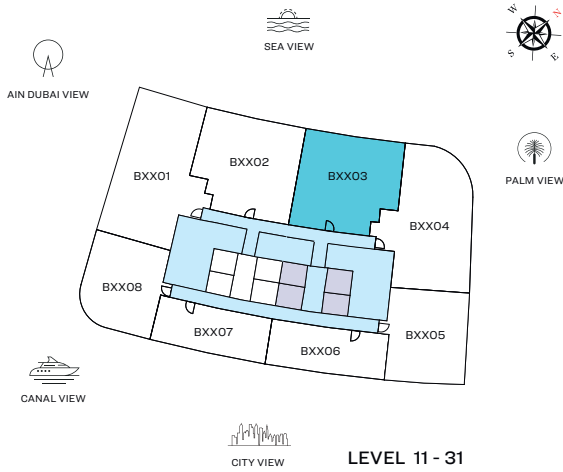 SEA VIEW
W
N
S
E
AIN DUBAI VIEW
PALM VIEW
BXX01
BXX02
BXX03
BXX04
BXX08
BXX07
BXX06
BXX05
CANAL VIEW
CITY VIEW
LEVEL 11 - 31